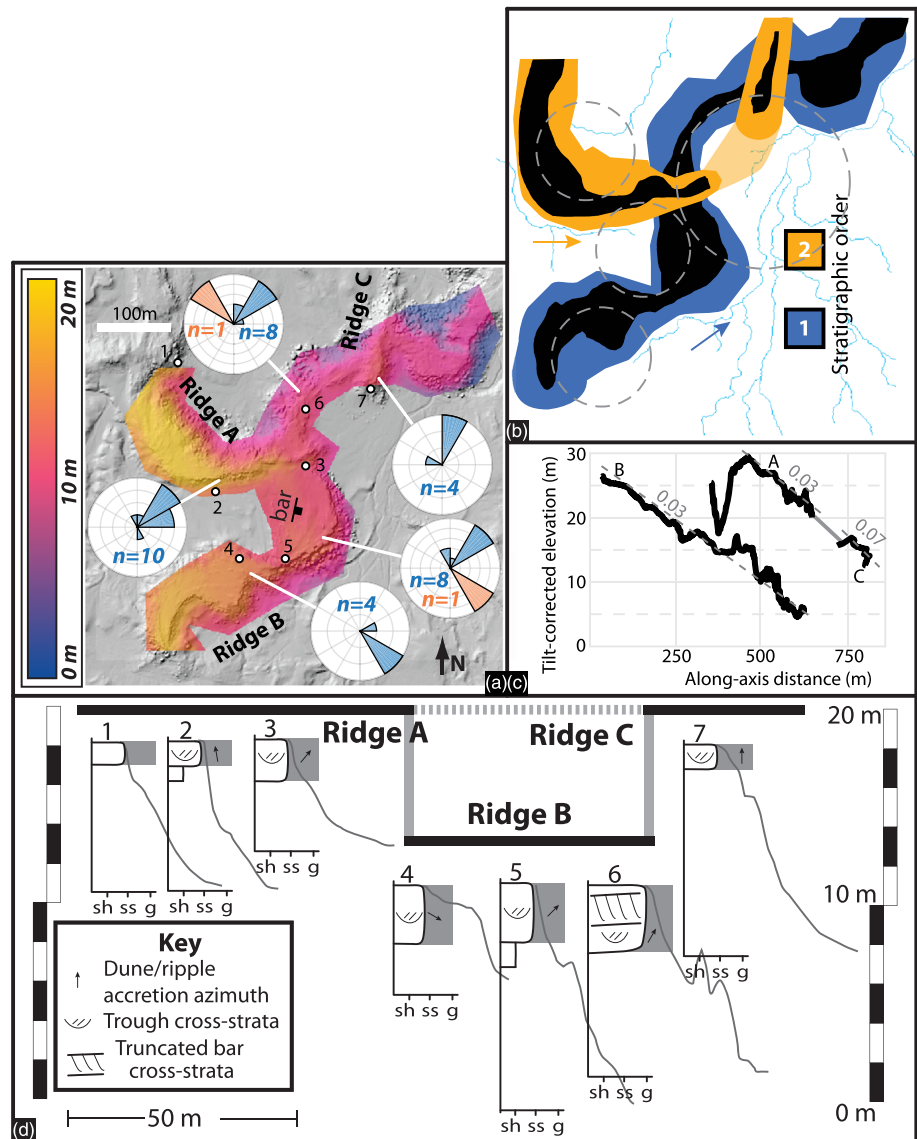 2
1
Stratigraphic order
(b)
20 m
10 m
0 m
100m
n=1
n=8
Ridge C
1
Ridge A
6
7
3
2
n=4
bar
n=10
4
5
n=8
n=1
n=4
Ridge B
N
(a)
(c)
Tilt-corrected elevation (m)
30
20
10
0
B
0.03
A
0.03
0.07
C
250
500
750
Along-axis distance (m)
20 m
10 m
0 m
Ridge A
Ridge C
Ridge B
1
sh ss g
2
sh ss g
3
sh ss g
4
sh ss g
5
sh ss g
6
sh ss g
7
sh ss g
Key
Dune/ripple
accretion azimuth
Trough cross-strata
Truncated bar
cross-strata
50 m
(d)